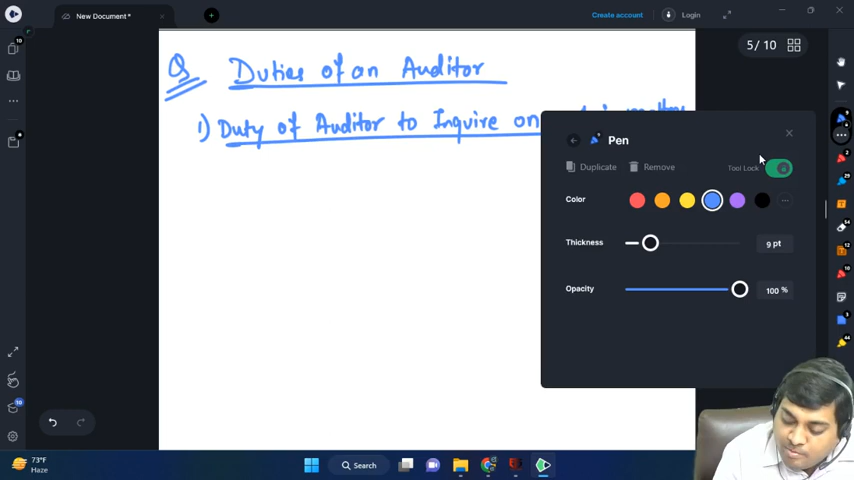 New Document*
Create account
Login
5 / 10
Q Duties of an Auditor
1) Duty of Auditor to Inquire on
Pen
Duplicate
Remove
Tool Lock
Color
Thickness
9 pt
Opacity
100 %
73°F
Haze
Search